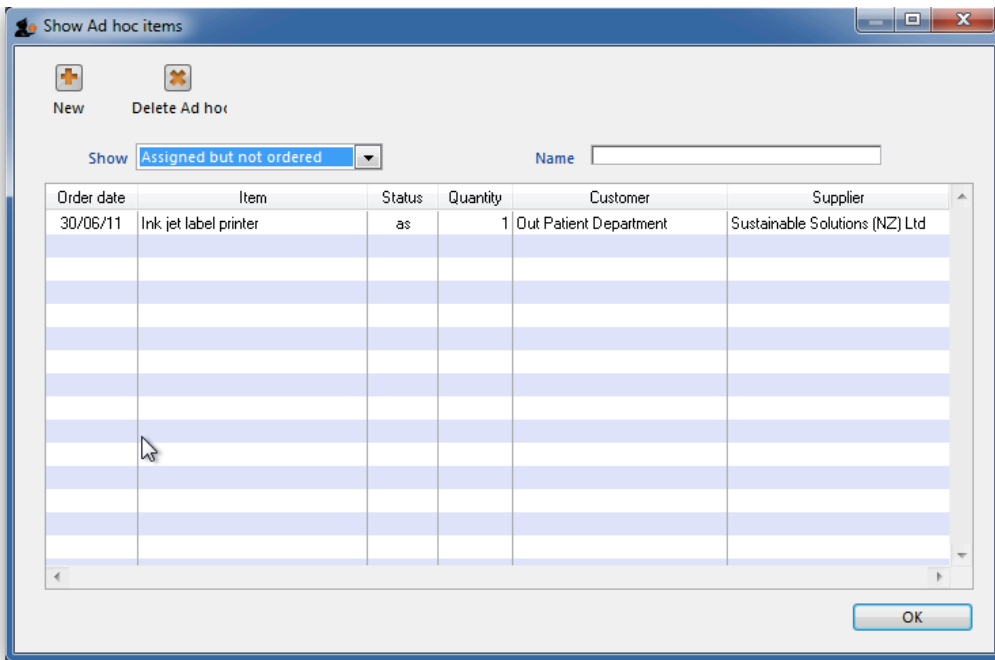 Show Ad hoc items
New Delete Ad hoc
Show Assigned but not ordered Name
Order date Item Status Quantity Customer Supplier
30/06/11 Ink jet label printer as 1 Out Patient Department Sustainable Solutions (NZ) Ltd
OK